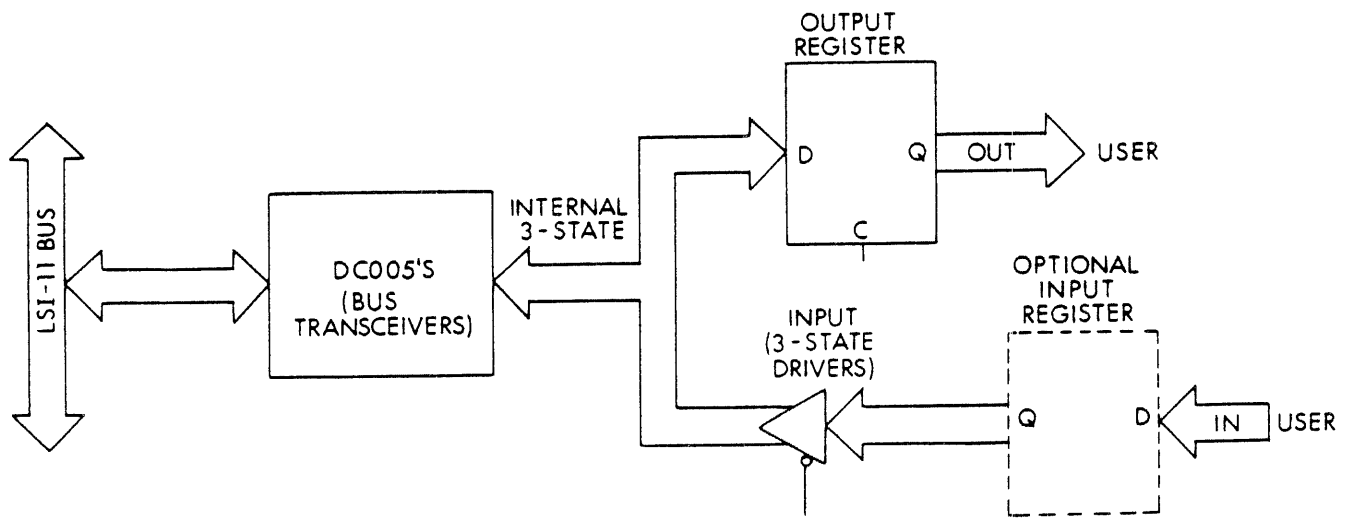 OUTPUT
REGISTER
D
Q
OUT
USER
C
LSI-11 BUS
INTERNAL
3-STATE
DC005'S
(BUS
TRANSCEIVERS)
OPTIONAL
INPUT
REGISTER
INPUT
(3-STATE
DRIVERS)
Q
D
IN
USER